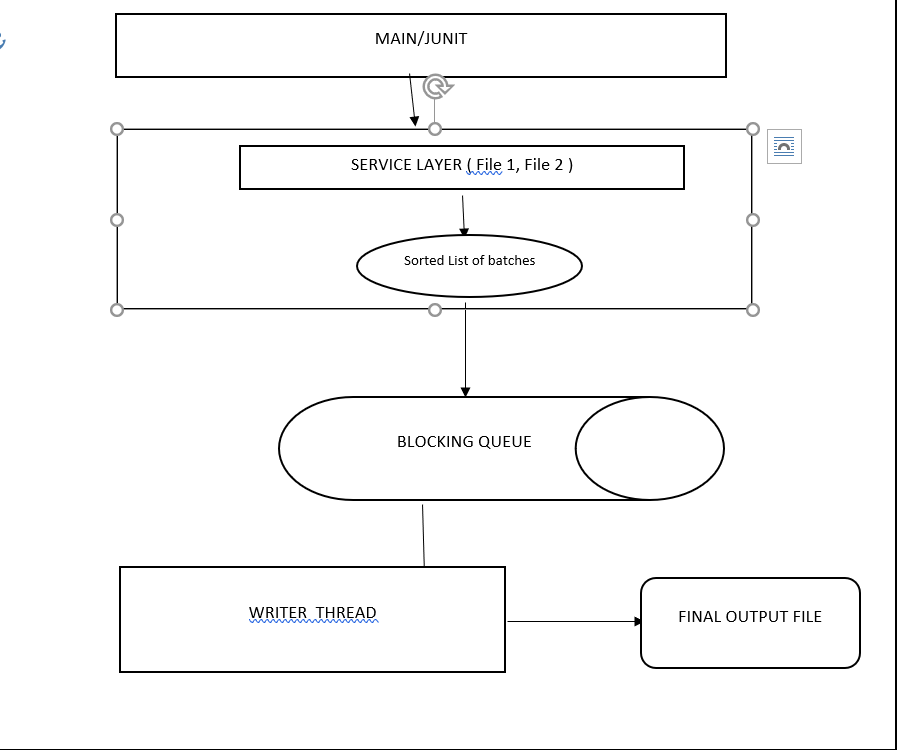 MAIN/JUNIT
SERVICE LAYER ( File 1, File 2 )
Sorted List of batches
BLOCKING QUEUE
WRITER  THREAD
FINAL OUTPUT FILE